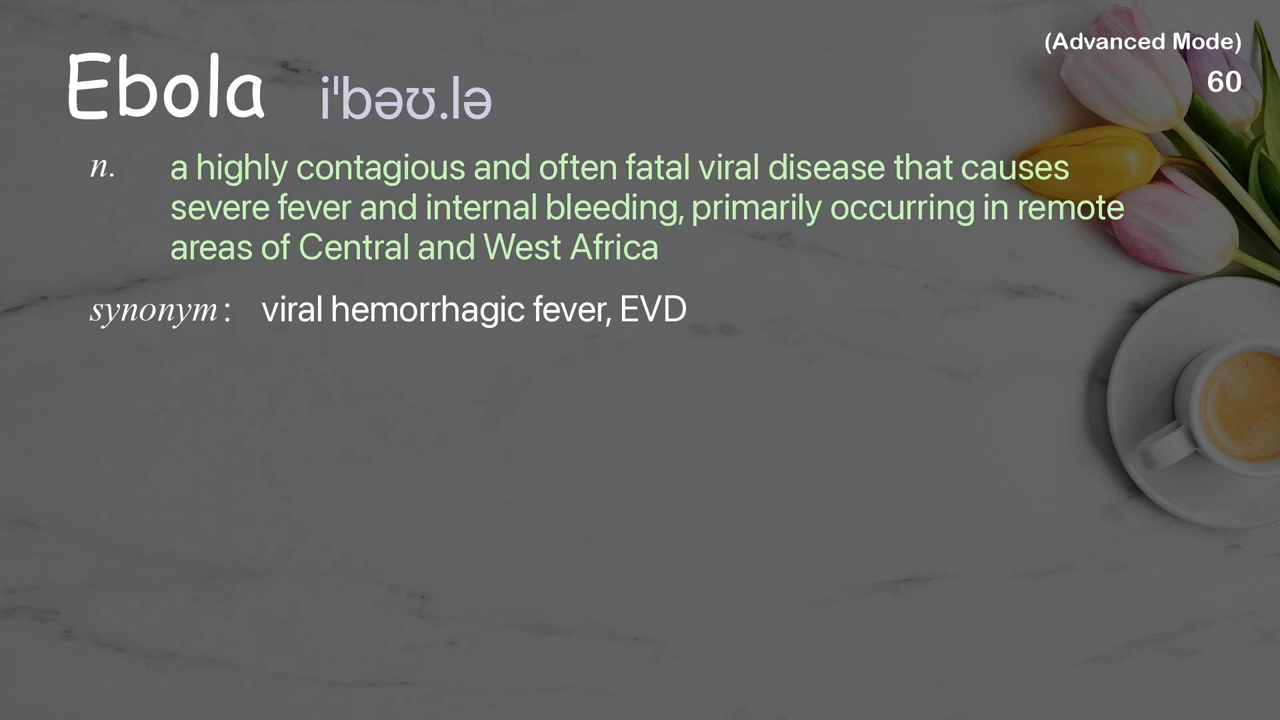 (Advanced Mode)
60
Ebola iˈbəʊ.lə
n. a highly contagious and often fatal viral disease that causes
severe fever and internal bleeding, primarily occurring in remote
areas of Central and West Africa
synonym: viral hemorrhagic fever, EVD